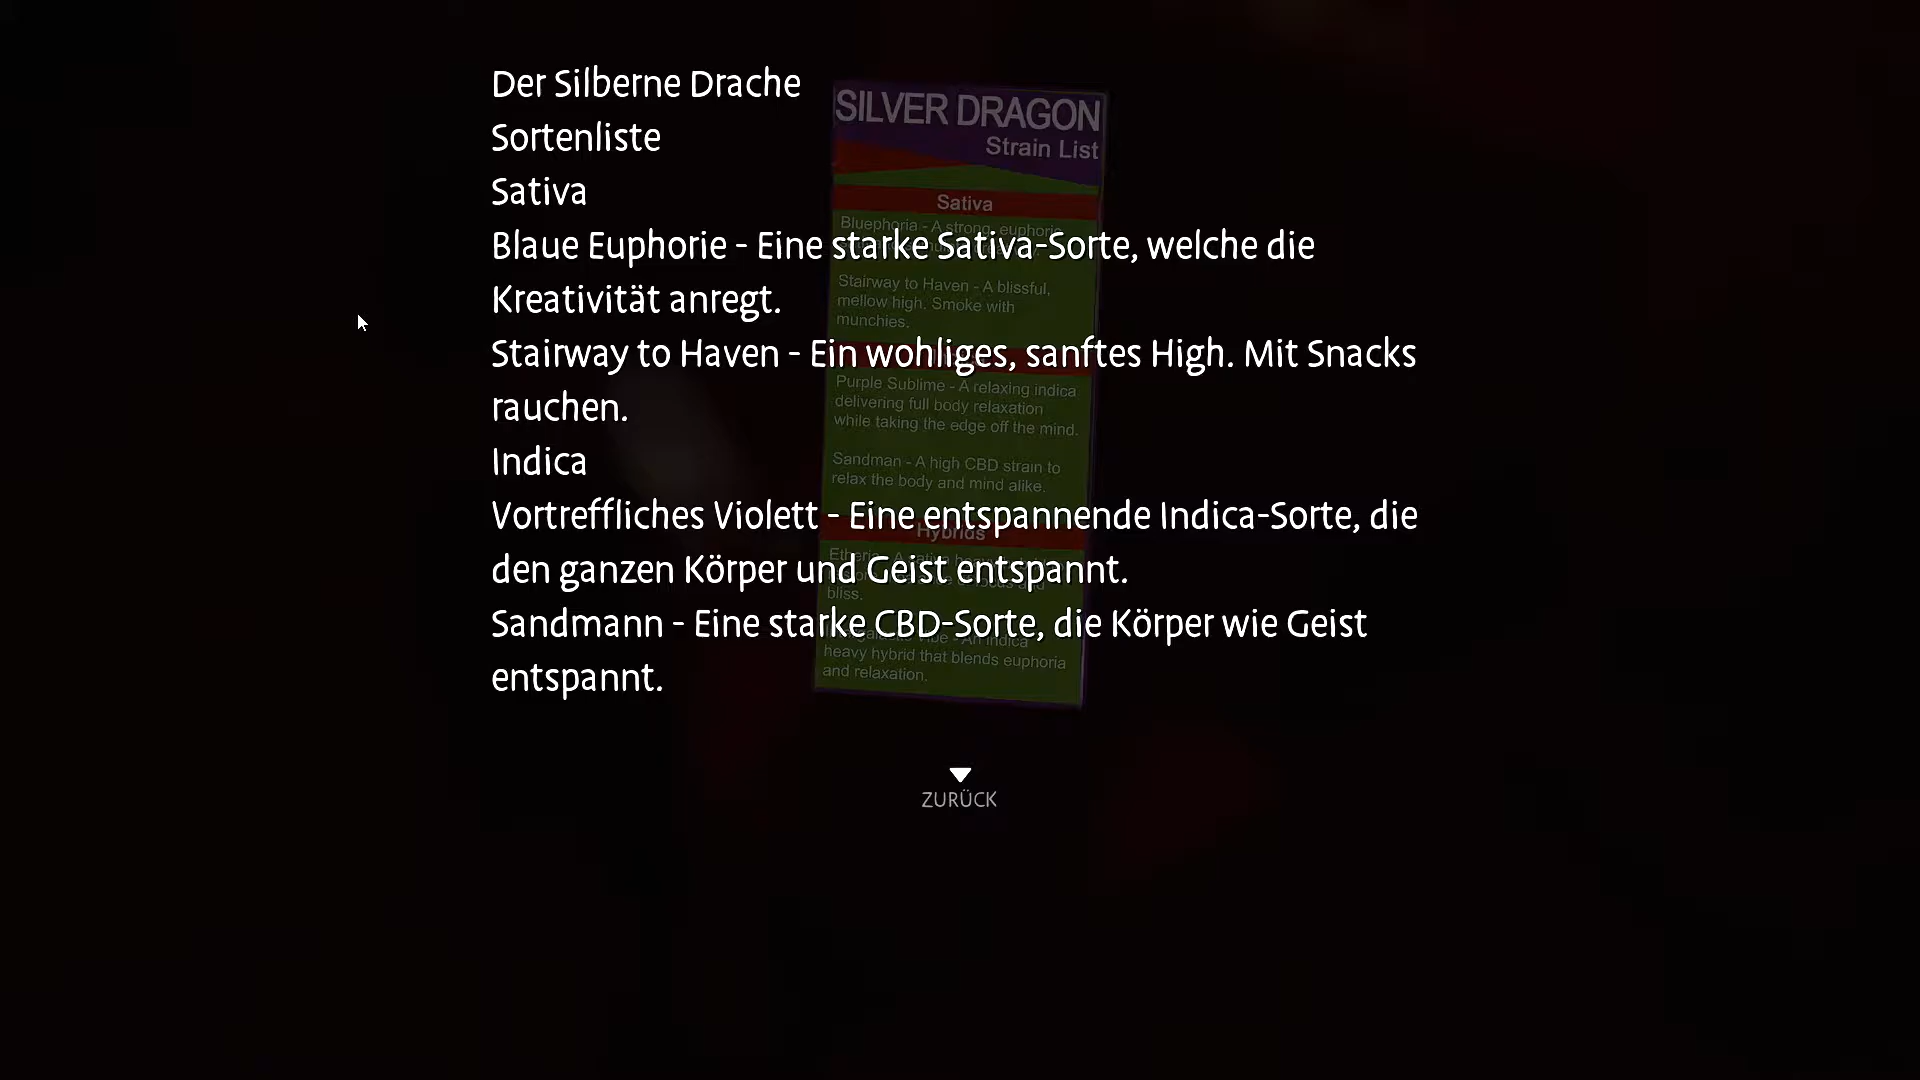 Der Silberne Drache
Sortenliste
Sativa
Blaue Euphorie - Eine starke Sativa-Sorte, welche die
Kreativität anregt.
Stairway to Haven - Ein wohliges, sanftes High. Mit Snacks
rauchen.
Indica
Vortreffliches Violett - Eine entspannende Indica-Sorte, die
den ganzen Körper und Geist entspannt.
Sandmann - Eine starke CBD-Sorte, die Körper wie Geist
entspannt.
ZURÜCK
SILVER DRAGON
Strain List
Sativa
Bluephoria - A strong, euphoric
Stairway to Haven - A blissful,
mellow high. Smoke with
munchies.
Purple Sublime - A relaxing indica
delivering full body relaxation
while taking the edge off the mind.
Sandman - A high CBD strain to
relax the body and mind alike.
Hybrids
bliss.
heavy hybrid that blends euphoria
and relaxation.